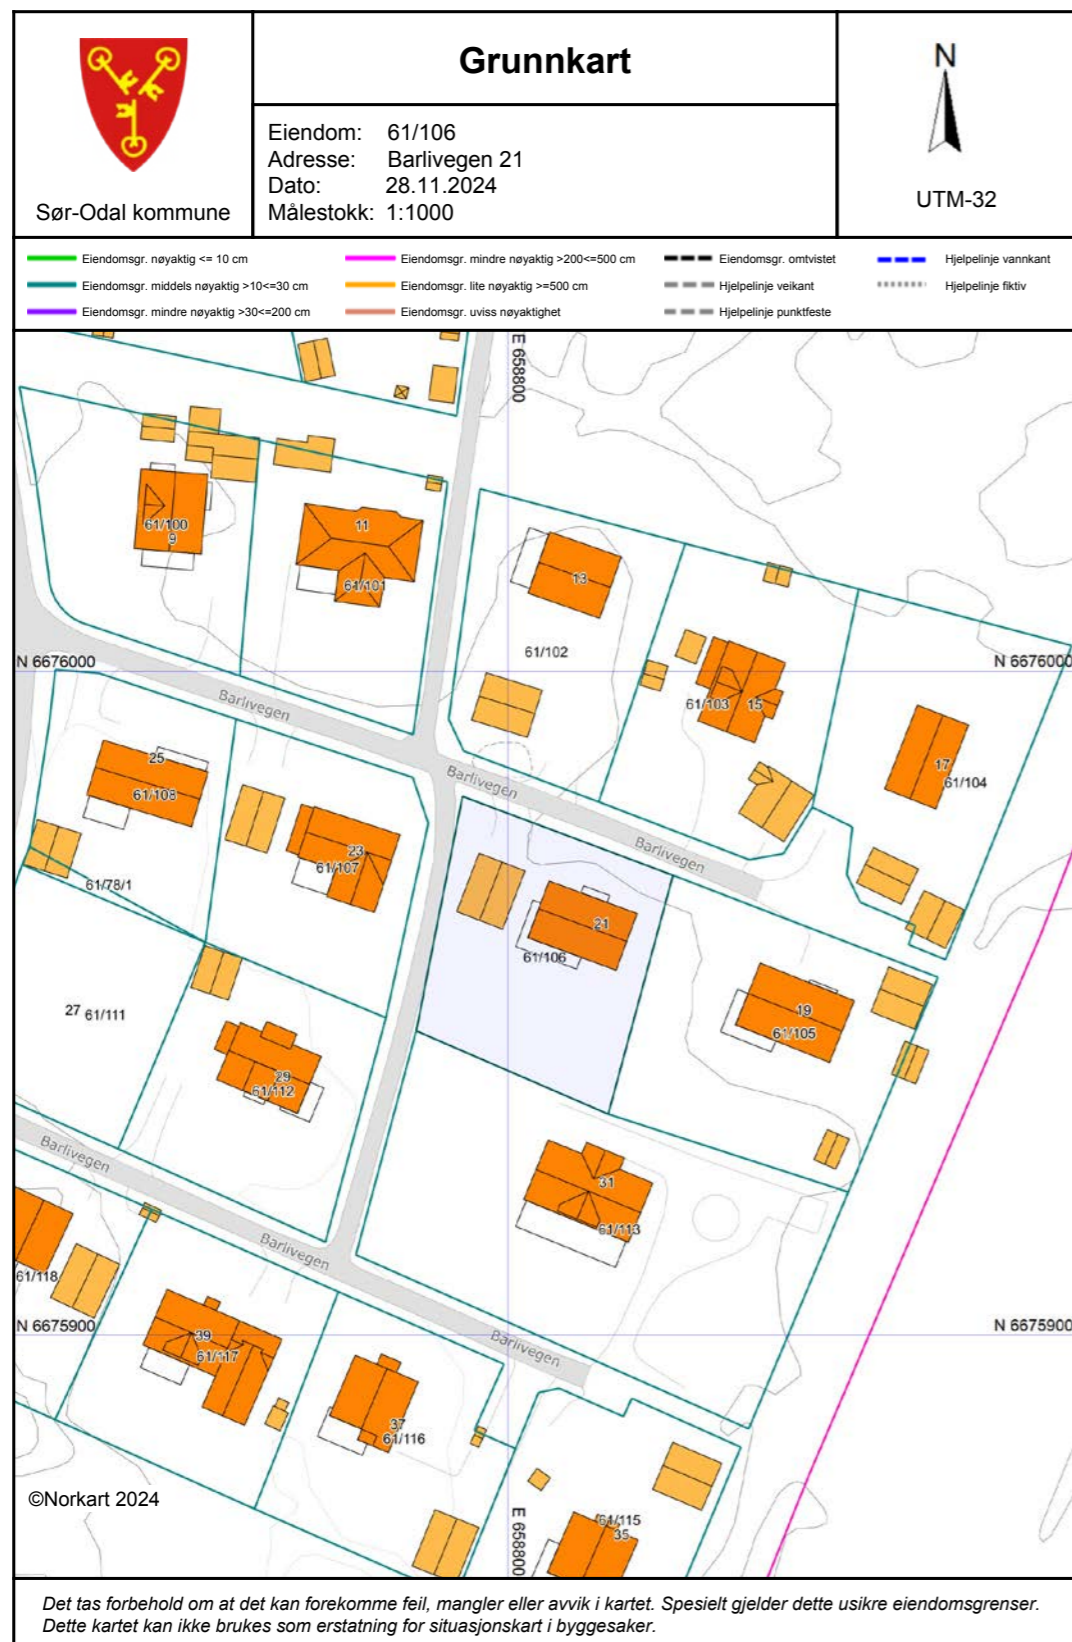 Grunnkart
Sør-Odal kommune
Eiendom: 61/106
Adresse: Barlivegen 21
Dato: 28.11.2024
Målestokk: 1:1000
N
UTM-32
Eiendomsgr. nøyaktig <= 10 cm
Eiendomsgr. middels nøyaktig >10<=30 cm
Eiendomsgr. mindre nøyaktig >30<=200 cm
Eiendomsgr. mindre nøyaktig >200<=500 cm
Eiendomsgr. lite nøyaktig >=500 cm
Eiendomsgr. uviss nøyaktighet
Eiendomsgr. omtvistet
Hjelpelinje veikant
Hjelpelinje punktfeste
Hjelpelinje vannkant
Hjelpelinje fiktiv
E 658800
61/100
9
11
61/101
13
61/102
N 6676000
N 6676000
61/103
15
17
61/104
Barlivegen
Barlivegen
Barlivegen
25
61/108
23
61/107
61/78/1
21
61/106
27 61/111
19
61/105
29
61/112
Barlivegen
31
61/113
Barlivegen
61/118
N 6675900
N 6675900
39
61/117
Barlivegen
37
61/116
©Norkart 2024
E 658800
61/115
35
Det tas forbehold om at det kan forekomme feil, mangler eller avvik i kartet. Spesielt gjelder dette usikre eiendomsgrenser.
Dette kartet kan ikke brukes som erstatning for situasjonskart i byggesaker.